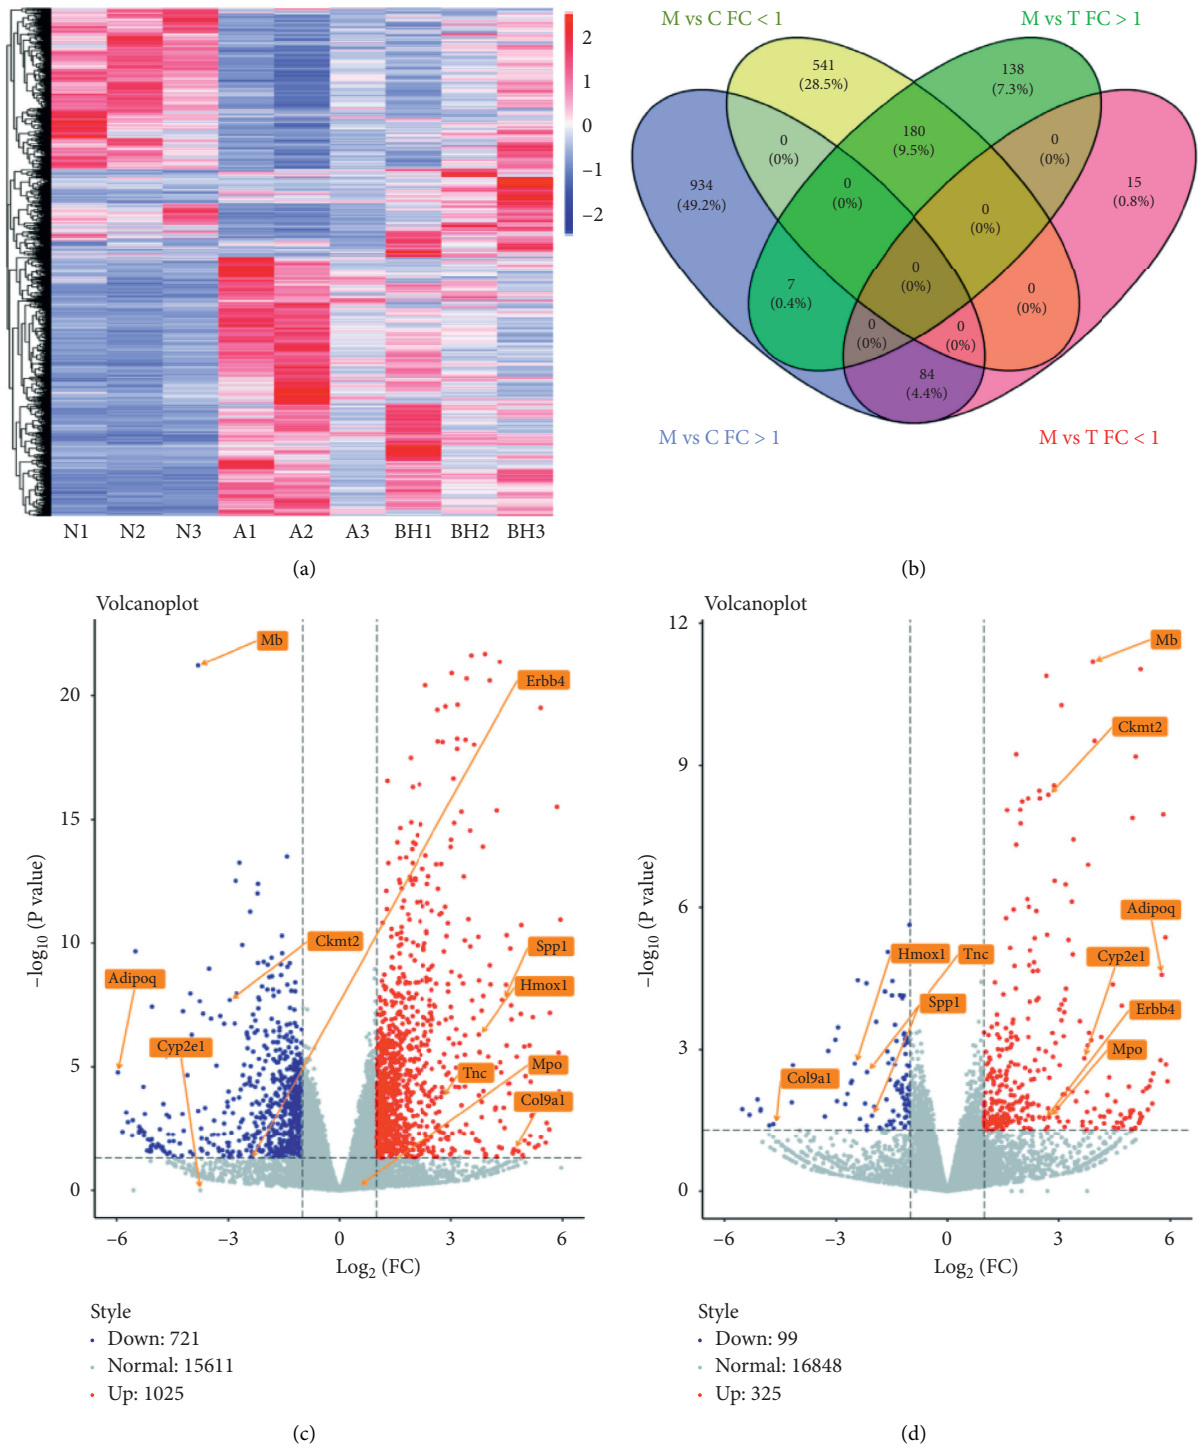 2
1
0
−1
−2
N1 N2 N3 A1 A2 A3 BH1 BH2 BH3
(a)
M vs C FC < 1
M vs T FC > 1
541
(28.5%)
138
(7.3%)
180
(9.5%)
0
(0%)
0
(0%)
934
(49.2%)
15
(0.8%)
0
(0%)
0
(0%)
0
(0%)
7
(0.4%)
0
(0%)
0
(0%)
0
(0%)
84
(4.4%)
M vs C FC > 1
M vs T FC < 1
(b)
Volcanoplot
Mb
Erbb4
Ckmt2
Spp1
Adipoq
Hmox1
Cyp2e1
Mpo
Tnc
Col9a1
20
15
10
5
0
−log10 (P value)
−6 −3 0 3 6
Log2 (FC)
Style
Down: 721
Normal: 15611
Up: 1025
(c)
Volcanoplot
12
9
6
3
0
−log10 (P value)
Mb
Ckmt2
Adipoq
Hmox1
Tnc
Cyp2e1
Spp1
Erbb4
Mpo
Col9a1
−6 −3 0 3 6
Log2 (FC)
Style
Down: 99
Normal: 16848
Up: 325
(d)